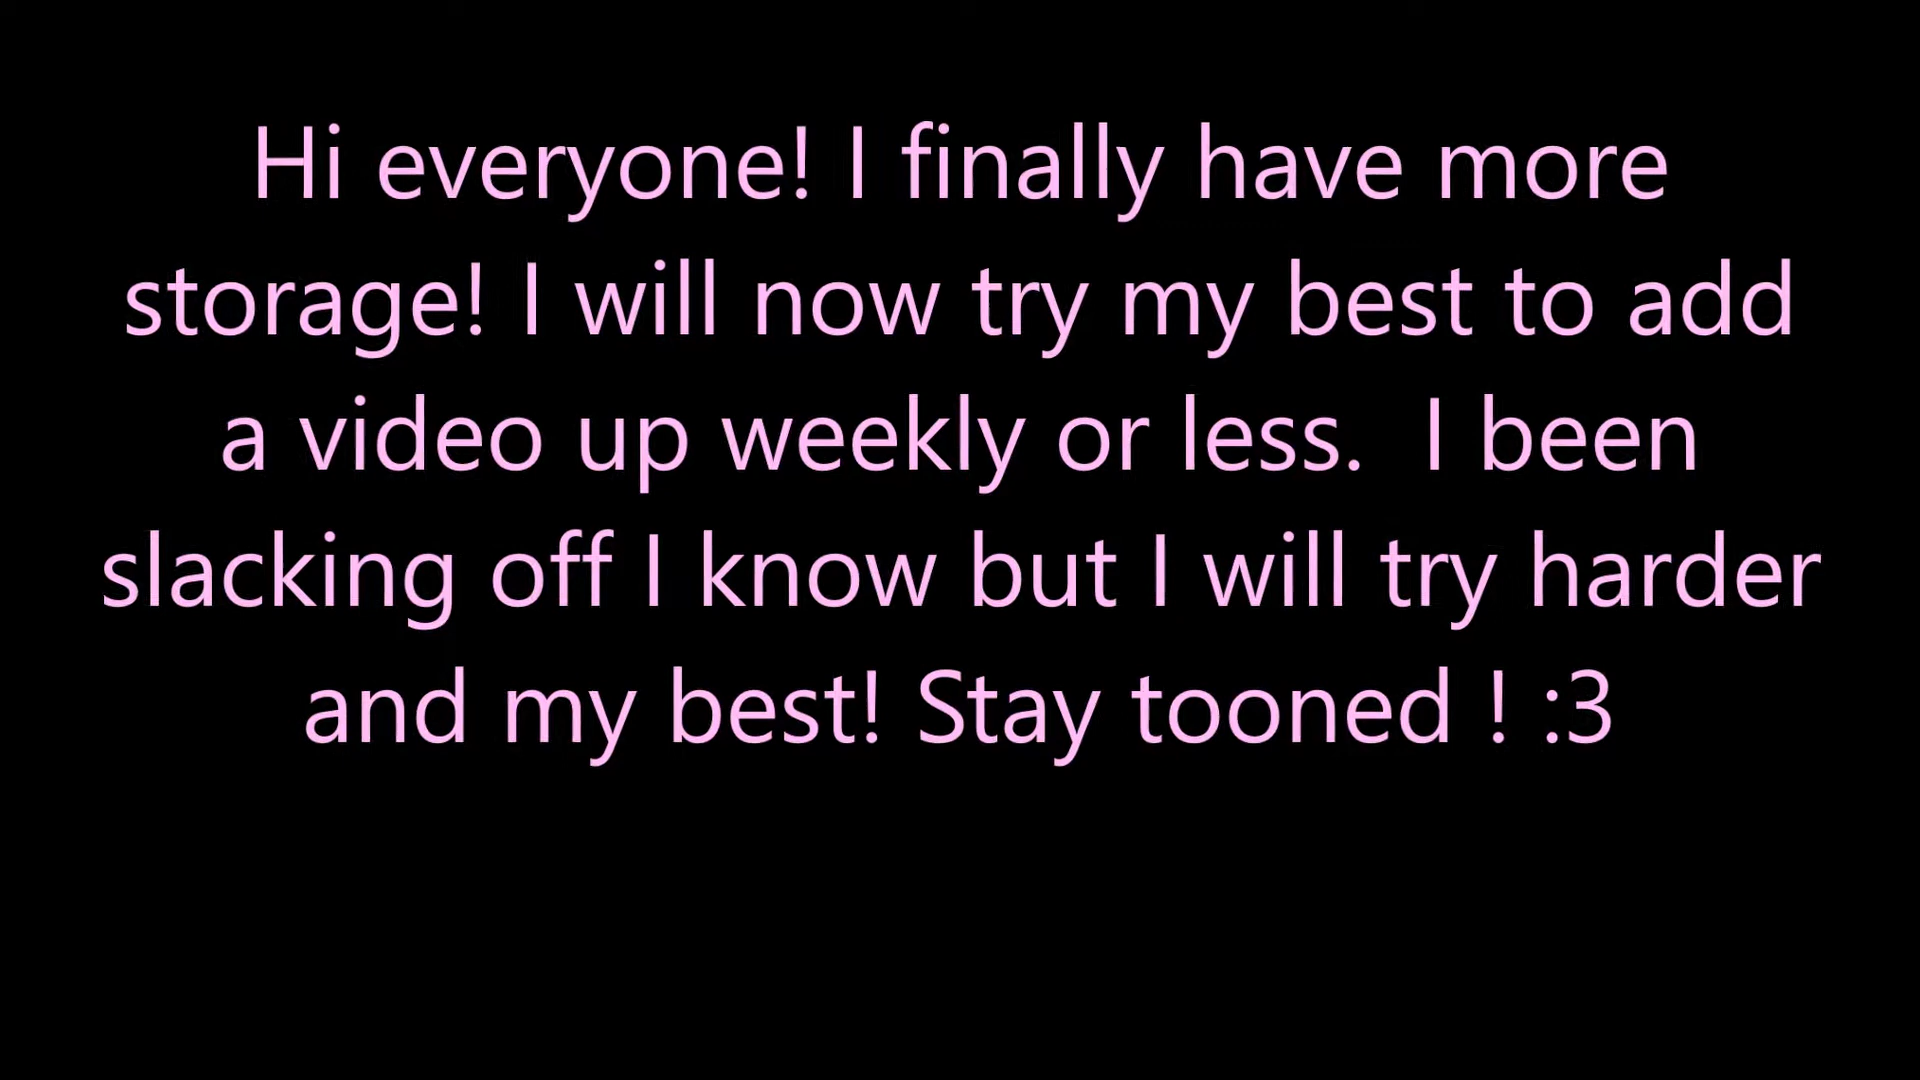 Hi everyone! I finally have more
storage! I will now try my best to add
a video up weekly or less.  I been
slacking off I know but I will try harder
and my best! Stay tooned ! :3